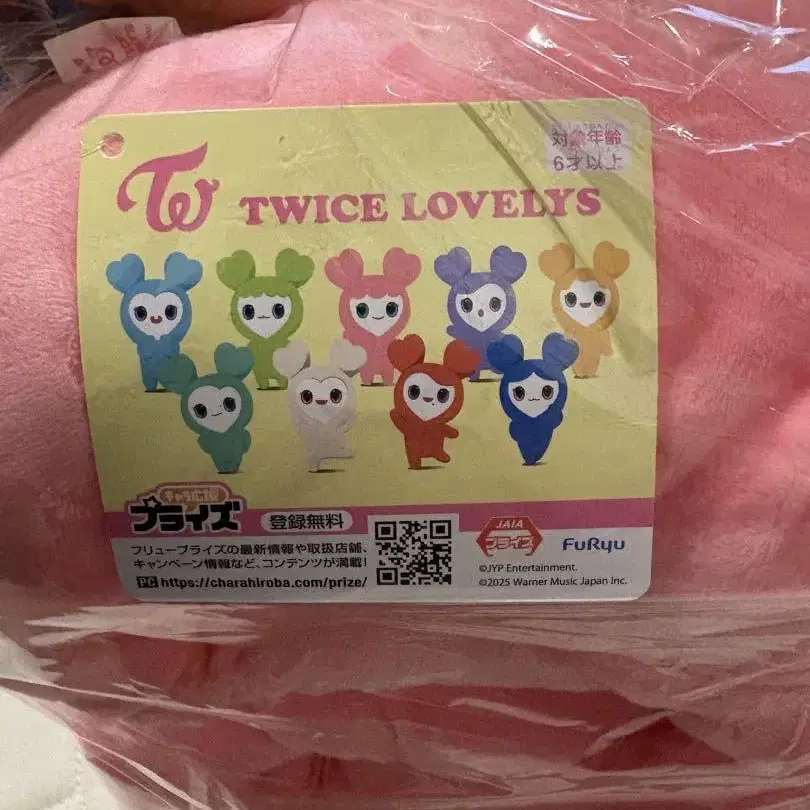 TW
TWICE LOVELYS
対象年齢
6才以上
キャラ広場
プライズ
登録無料
フリュープライズの最新情報や取扱店舗、
キャンペーン情報など、コンテンツが満載!
PC https://charahiroba.com/prize/
JAIA
プライズ
FuRyu
©JYP Entertainment.
©2025 Warner Music Japan Inc.